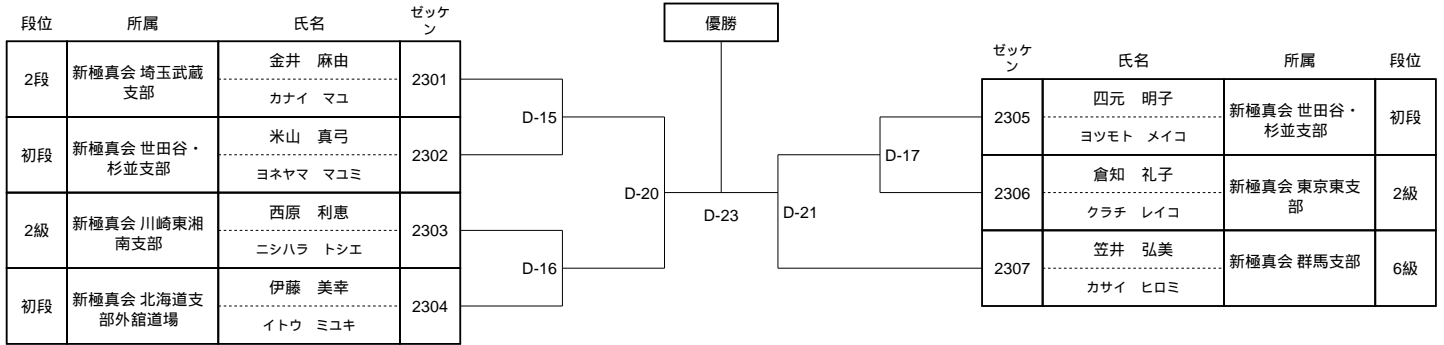 優勝
段位
所属
氏名
ゼッケ
ン
2段
新極真会 埼玉武蔵
支部
金井　麻由
カナイ　マユ
2301
初段
新極真会 世田谷・
杉並支部
米山　真弓
ヨネヤマ　マユミ
2302
2級
新極真会 川崎東湘
南支部
西原　利恵
ニシハラ　トシエ
2303
初段
新極真会 北海道支
部外舘道場
伊藤　美幸
イトウ　ミユキ
2304
D-15
D-16
D-20
D-23
D-21
D-17
ゼッケ
ン
氏名
所属
段位
2305
四元　明子
ヨツモト　メイコ
新極真会 世田谷・
杉並支部
初段
2306
倉知　礼子
クラチ　レイコ
新極真会 東京東支
部
2級
2307
笠井　弘美
カサイ　ヒロミ
新極真会 群馬支部
6級